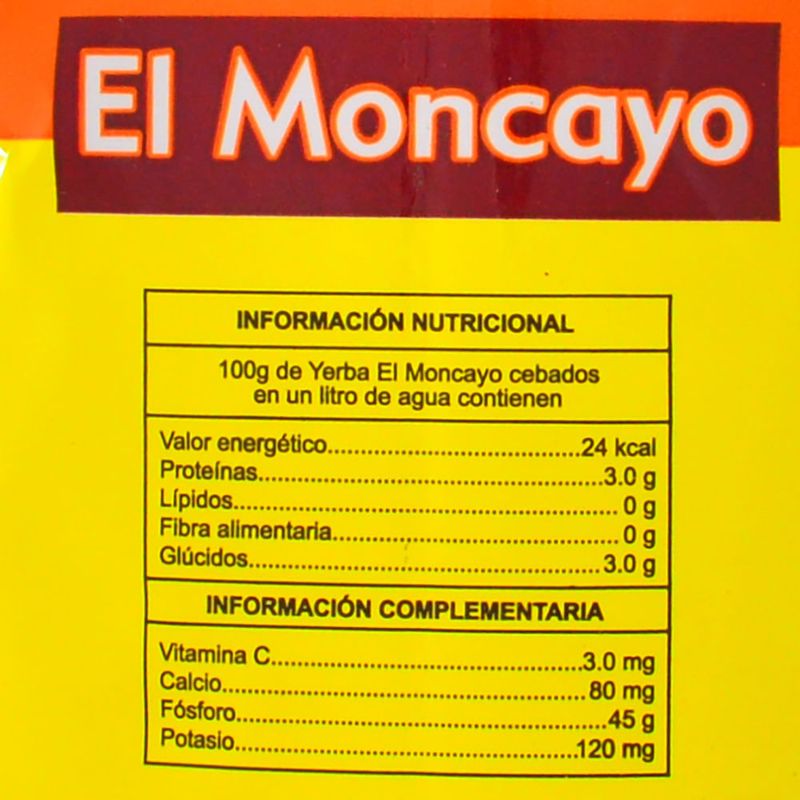 El Moncayo
INFORMACIÓN NUTRICIONAL
100g de Yerba El Moncayo cebados
en un litro de agua contienen
Valor energético.......................................24 kcal
Proteínas......................................................3.0 g
Lípidos............................................................ 0 g
Fibra alimentaria............................................ 0 g
Glúcidos....................................................... 3.0 g
INFORMACIÓN COMPLEMENTARIA
Vitamina C................................................3.0 mg
Calcio......................................................... 80 mg
Fósforo..........................................................45 g
Potasio......................................................120 mg